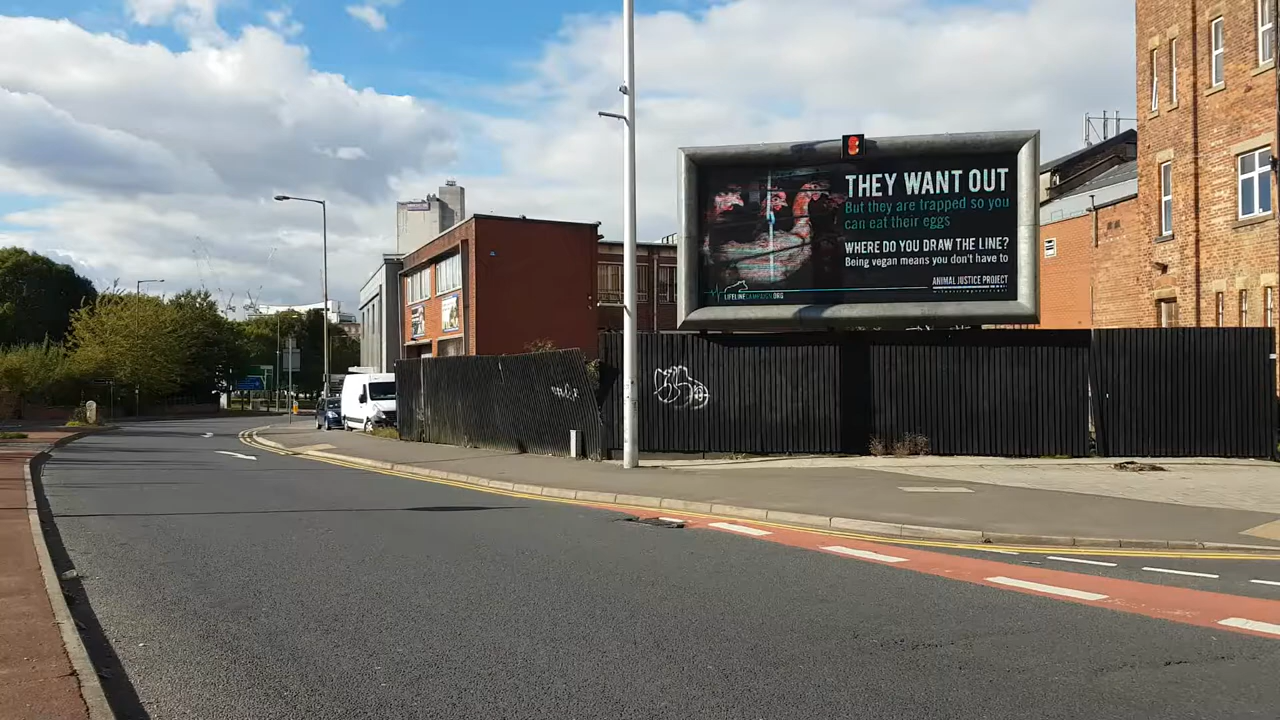 THEY WANT OUT
But they are trapped so you
can eat their eggs
WHERE DO YOU DRAW THE LINE?
Being vegan means you don't have to
ANIMAL JUSTICE PROJECT
LIFELINECAMPAIGN.ORG